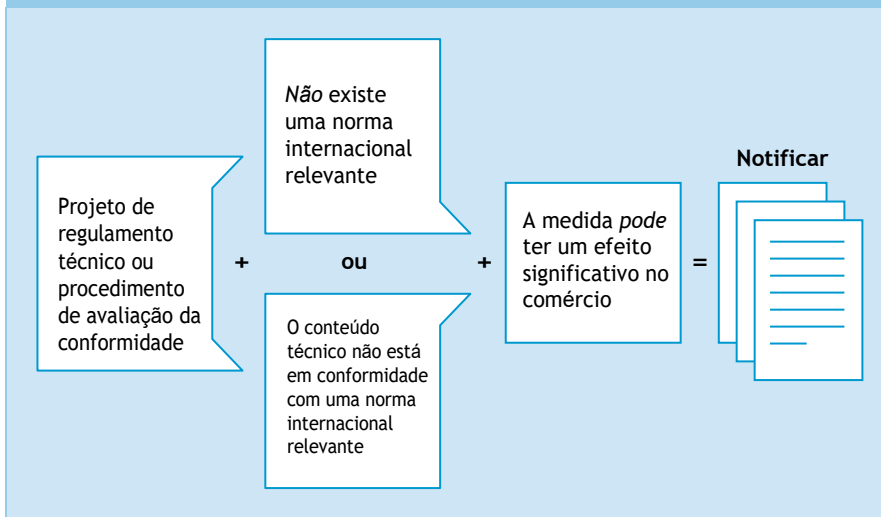 Projeto de
regulamento
técnico ou
procedimento
de avaliação da
conformidade
+
Não existe
uma norma
internacional
relevante
ou
O conteúdo
técnico não está
em conformidade
com uma norma
internacional
relevante
+
A medida pode
ter um efeito
significativo no
comércio
=
Notificar